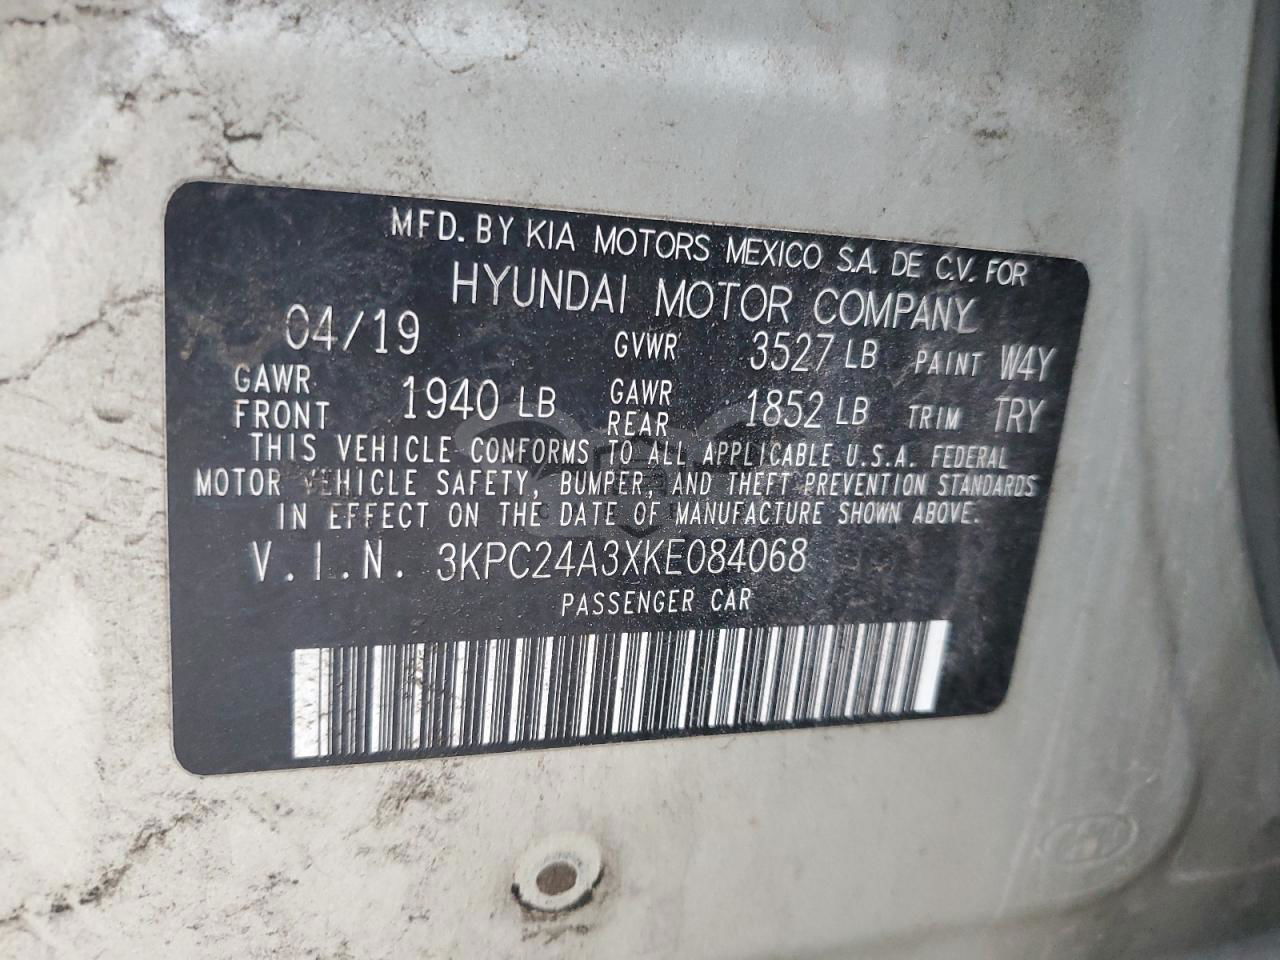 MFD. BY KIA MOTORS MEXICO S.A. DE C.V. FOR
HYUNDAI MOTOR COMPANY
04/19 GVWR 3527 LB PAINT W4Y
GAWR FRONT 1940 LB GAWR REAR 1852 LB TRIM TRY
THIS VEHICLE CONFORMS TO ALL APPLICABLE U.S.A. FEDERAL
MOTOR VEHICLE SAFETY, BUMPER, AND THEFT PREVENTION STANDARDS
IN EFFECT ON THE DATE OF MANUFACTURE SHOWN ABOVE.
V.I.N. 3KPC24A3XKE084068
PASSENGER CAR